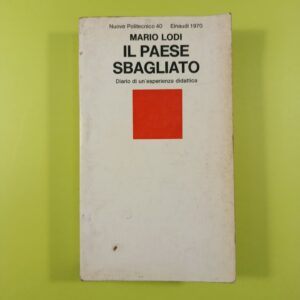 Nuovo Politecnico 40 Einaudi 1970
MARIO LODI
IL PAESE
SBAGLIATO
Diario di un'esperienza didattica